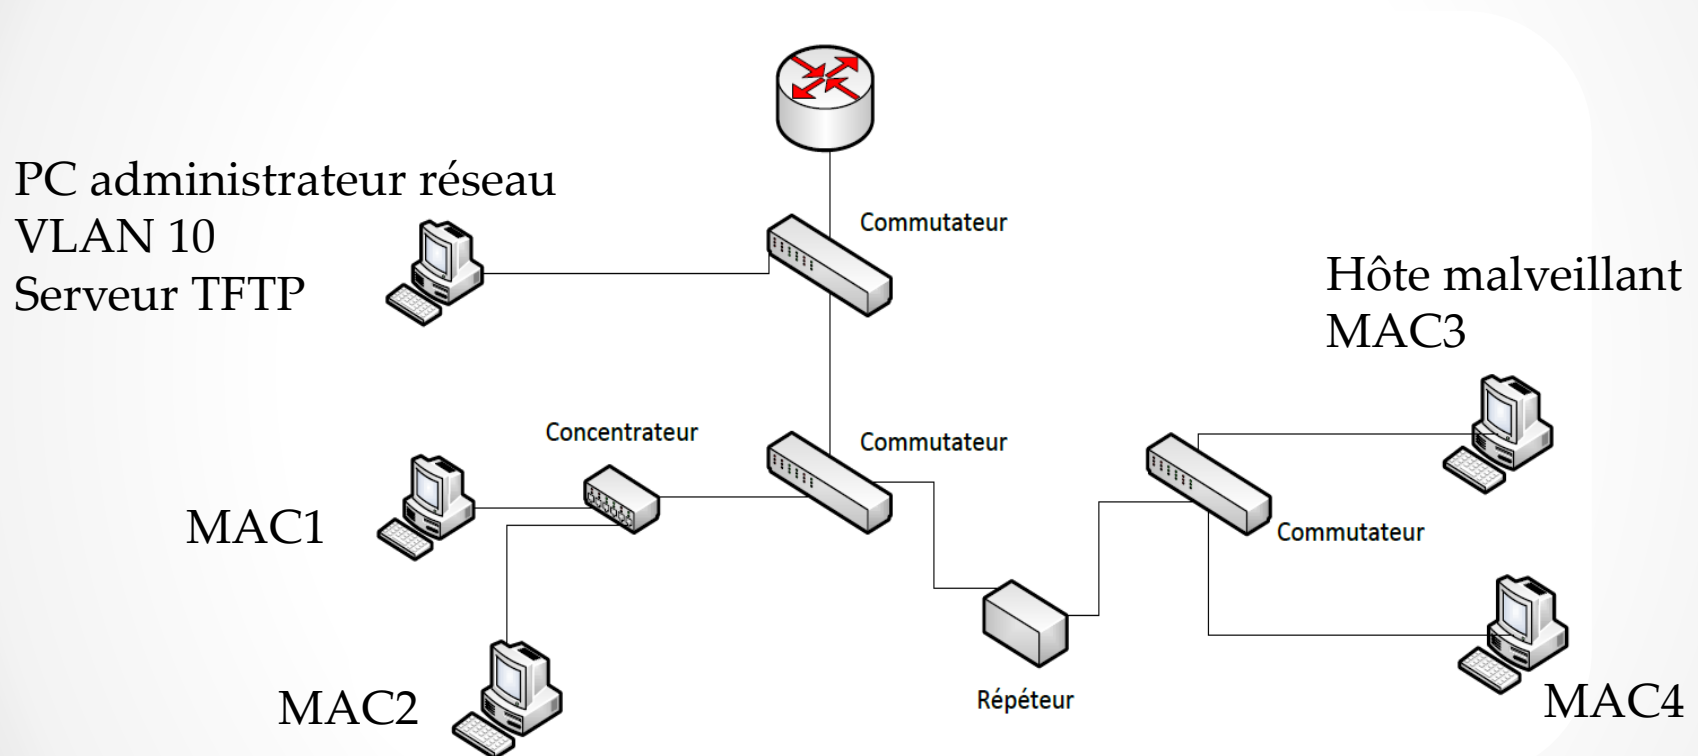 PC administrateur réseau
VLAN 10
Serveur TFTP
Commutateur
Hôte malveillant
MAC3
Concentrateur
Commutateur
MAC1
Commutateur
MAC2
Répéteur
MAC4